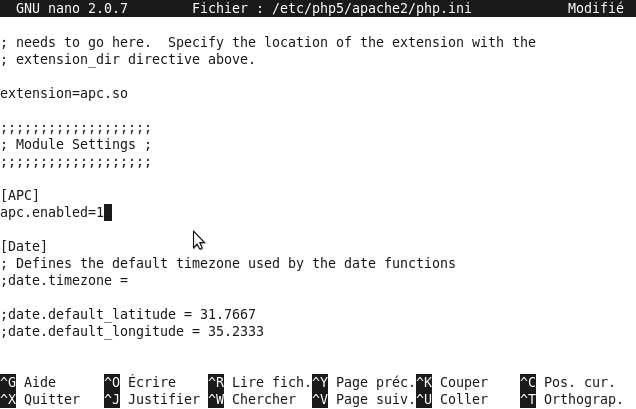 GNU nano 2.0.7 Fichier : /etc/php5/apache2/php.ini Modifié
; needs to go here.  Specify the location of the extension with the
; extension_dir directive above.
extension=apc.so
;;;;;;;;;;;;;;;;;;;
; Module Settings ;
;;;;;;;;;;;;;;;;;;;
[APC]
apc.enabled=1
[Date]
; Defines the default timezone used by the date functions
;date.timezone =
;date.default_latitude = 31.7667
;date.default_longitude = 35.2333
^G Aide ^O Écrire ^R Lire fich. ^Y Page préc. ^K Couper ^C Pos. cur.
^X Quitter ^J Justifier ^W Chercher ^V Page suiv. ^U Coller ^T Orthograp.